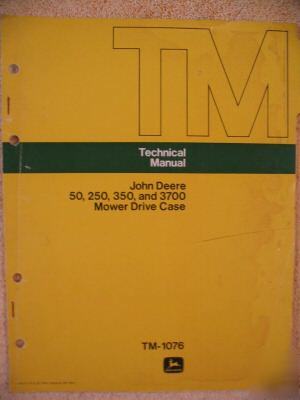 TM
Technical
Manual
John Deere
50, 250, 350, and 3700
Mower Drive Case
TM-1076